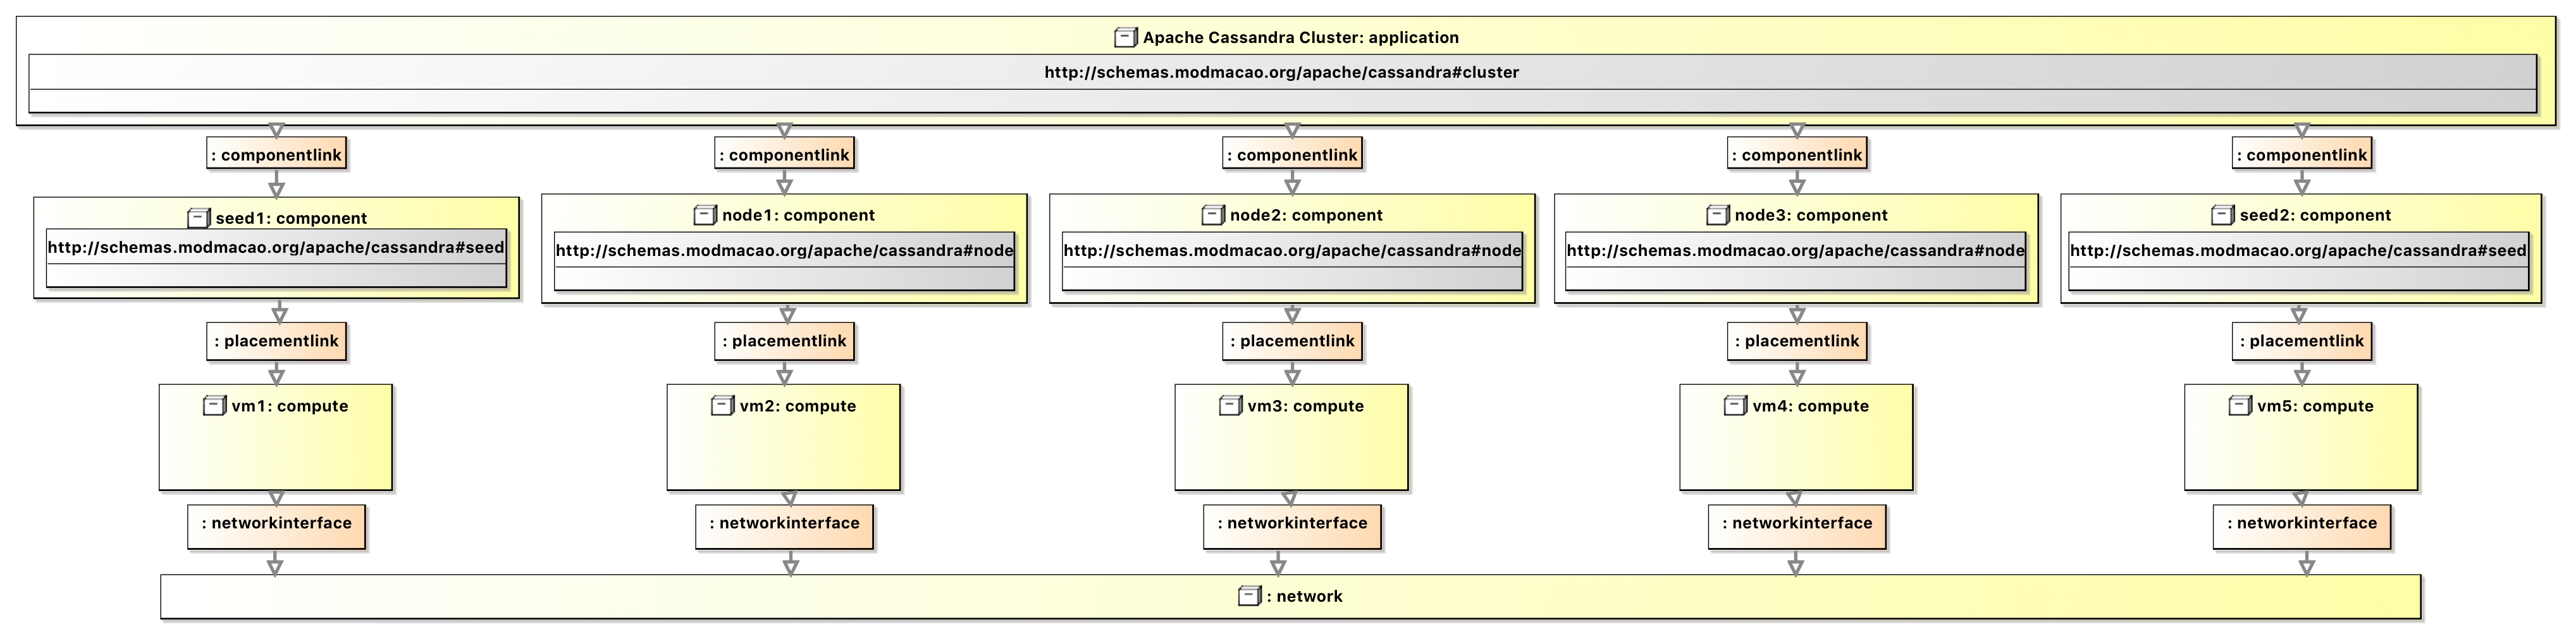 Apache Cassandra Cluster: application
http://schemas.modmacao.org/apache/cassandra#cluster
: componentlink
: componentlink
: componentlink
: componentlink
: componentlink
seed1: component
http://schemas.modmacao.org/apache/cassandra#seed
node1: component
http://schemas.modmacao.org/apache/cassandra#node
node2: component
http://schemas.modmacao.org/apache/cassandra#node
node3: component
http://schemas.modmacao.org/apache/cassandra#node
seed2: component
http://schemas.modmacao.org/apache/cassandra#seed
: placementlink
: placementlink
: placementlink
: placementlink
: placementlink
vm1: compute
vm2: compute
vm3: compute
vm4: compute
vm5: compute
: networkinterface
: networkinterface
: networkinterface
: networkinterface
: networkinterface
: network